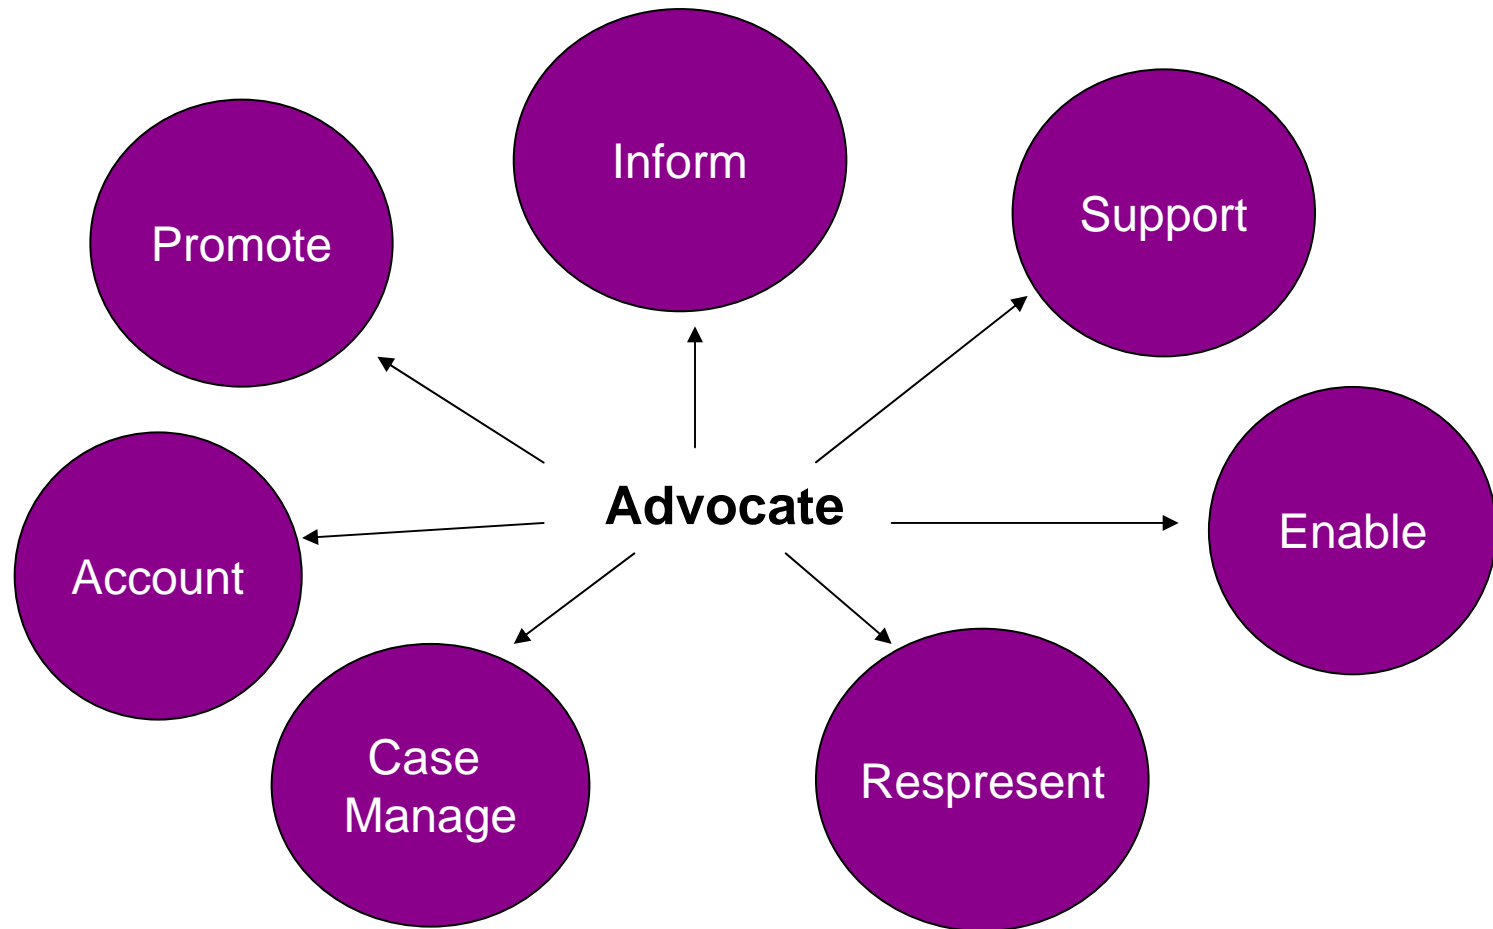 Inform
Support
Promote
Advocate
Enable
Account
Case
Manage
Respresent